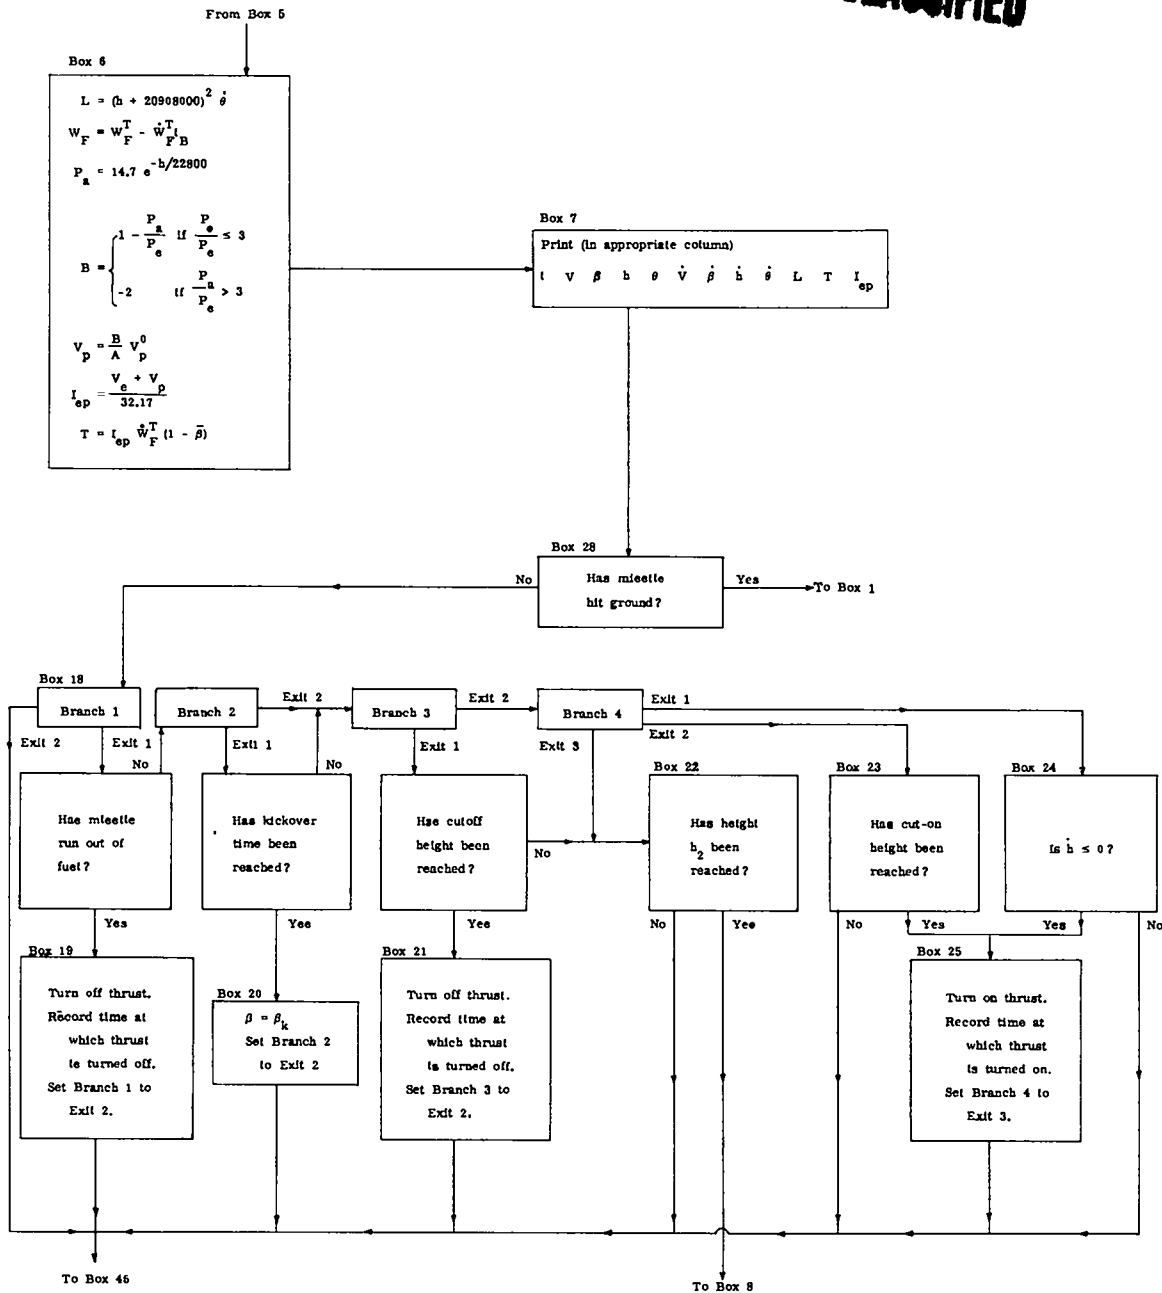 From Box 5
Box 6
L = (h + 20908000)² θ̇
W_F = W_F^T - Ẇ_F^T t_B
P_a = 14.7 e^-h/22800
B = { 1 - P_a/P_e if P_e/P_e ≤ 3
-2 if P_a/P_e > 3
V_p = B/A V_p^0
I_ep = V_e + V_p / 32.17
T = I_ep Ẇ_F^T (1 - β̄)
Box 7
Print (in appropriate column)
t V β h θ V̇ β̇ ḣ θ̇ L T I_ep
Box 28
Has missile
hit ground?
No
Yes
To Box 1
Box 18
Branch 1
Exit 2
Exit 1
Branch 2
Exit 2
Exit 1
No
Branch 3
Exit 2
Exit 1
No
Branch 4
Exit 1
Exit 2
Exit 3
Has missile
run out of
fuel?
Yes
Has kickover
time been
reached?
Yes
Has cutoff
height been
reached?
No
Yes
Box 22
Has height
h_2 been
reached?
No
Yes
Box 23
Has cut-on
height been
reached?
No
Yes
Box 24
Is ḣ ≤ 0?
Yes
No
Box 19
Turn off thrust.
Record time at
which thrust
is turned off.
Set Branch 1 to
Exit 2.
Box 20
β = β_k
Set Branch 2
to Exit 2
Box 21
Turn off thrust.
Record time at
which thrust
is turned off.
Set Branch 3 to
Exit 2.
Box 25
Turn on thrust.
Record time at
which thrust
is turned on.
Set Branch 4 to
Exit 3.
To Box 45
To Box 8